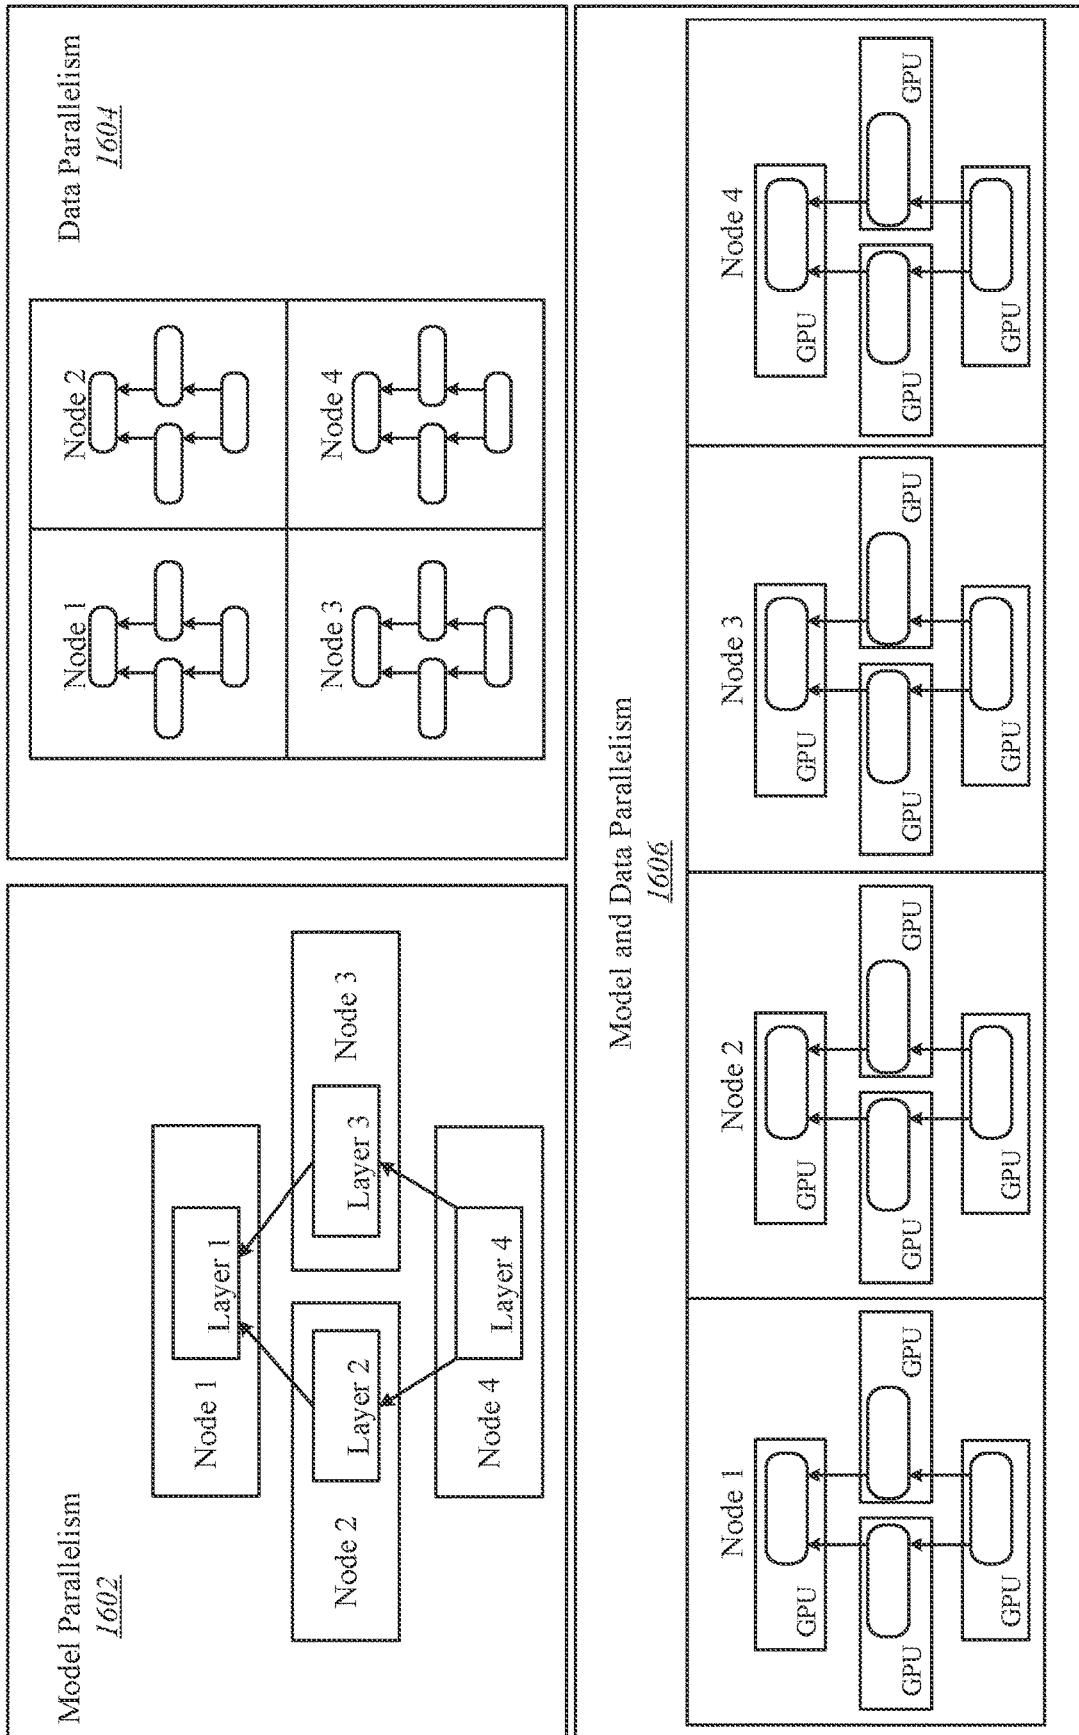 Model Parallelism
1602
Node 1
Layer 1
Node 2
Layer 2
Layer 3
Node 3
Node 4
Layer 4
Data Parallelism
1604
Node 1
Node 2
Node 3
Node 4
Model and Data Parallelism
1606
Node 1
GPU
GPU
GPU
GPU
Node 2
GPU
GPU
GPU
GPU
Node 3
GPU
GPU
GPU
GPU
Node 4
GPU
GPU
GPU
GPU